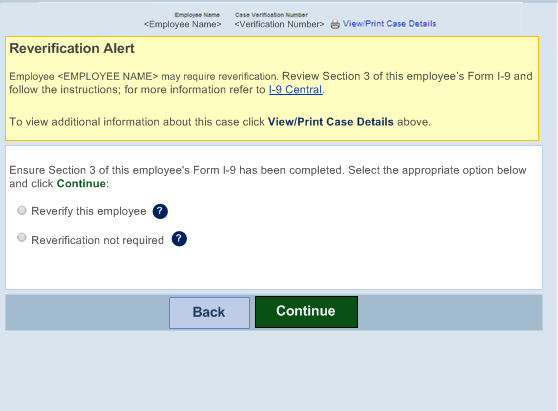 Employee Name Case Verification Number
<Employee Name> <Verification Number> View/Print Case Details
Reverification Alert
Employee <EMPLOYEE NAME> may require reverification. Review Section 3 of this employee's Form I-9 and
follow the instructions; for more information refer to I-9 Central.
To view additional information about this case click View/Print Case Details above.
Ensure Section 3 of this employee's Form I-9 has been completed. Select the appropriate option below
and click Continue:
Reverify this employee ?
Reverification not required ?
Back Continue